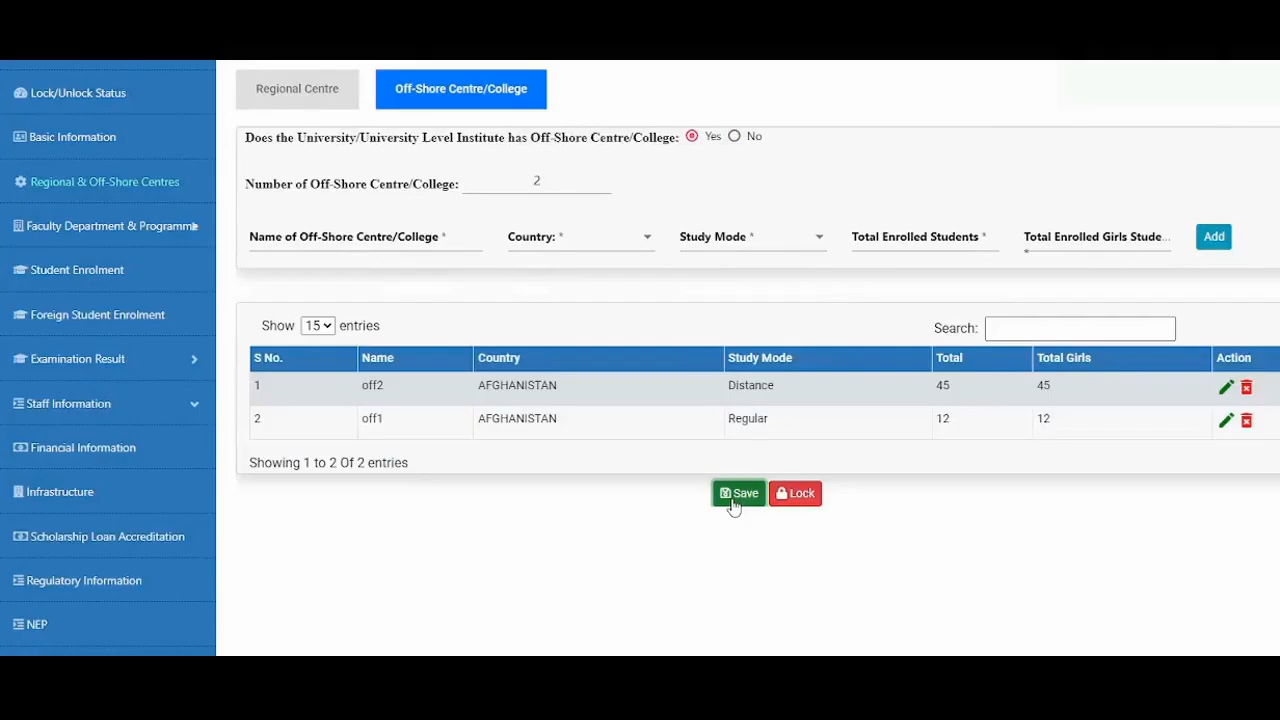 Lock/Unlock Status
Basic Information
Regional & Off-Shore Centres
Faculty Department & Programme
Student Enrolment
Foreign Student Enrolment
Examination Result
Staff Information
Financial Information
Infrastructure
Scholarship Loan Accreditation
Regulatory Information
NEP
Regional Centre Off-Shore Centre/College
Does the University/University Level Institute has Off-Shore Centre/College: Yes No
Number of Off-Shore Centre/College: 2
Name of Off-Shore Centre/College * Country: * Study Mode * Total Enrolled Students * Total Enrolled Girls Stude... * Add
Show 15 entries Search:
S No. Name Country Study Mode Total Total Girls Action
1 off2 AFGHANISTAN Distance 45 45
2 off1 AFGHANISTAN Regular 12 12
Showing 1 to 2 Of 2 entries
Save Lock